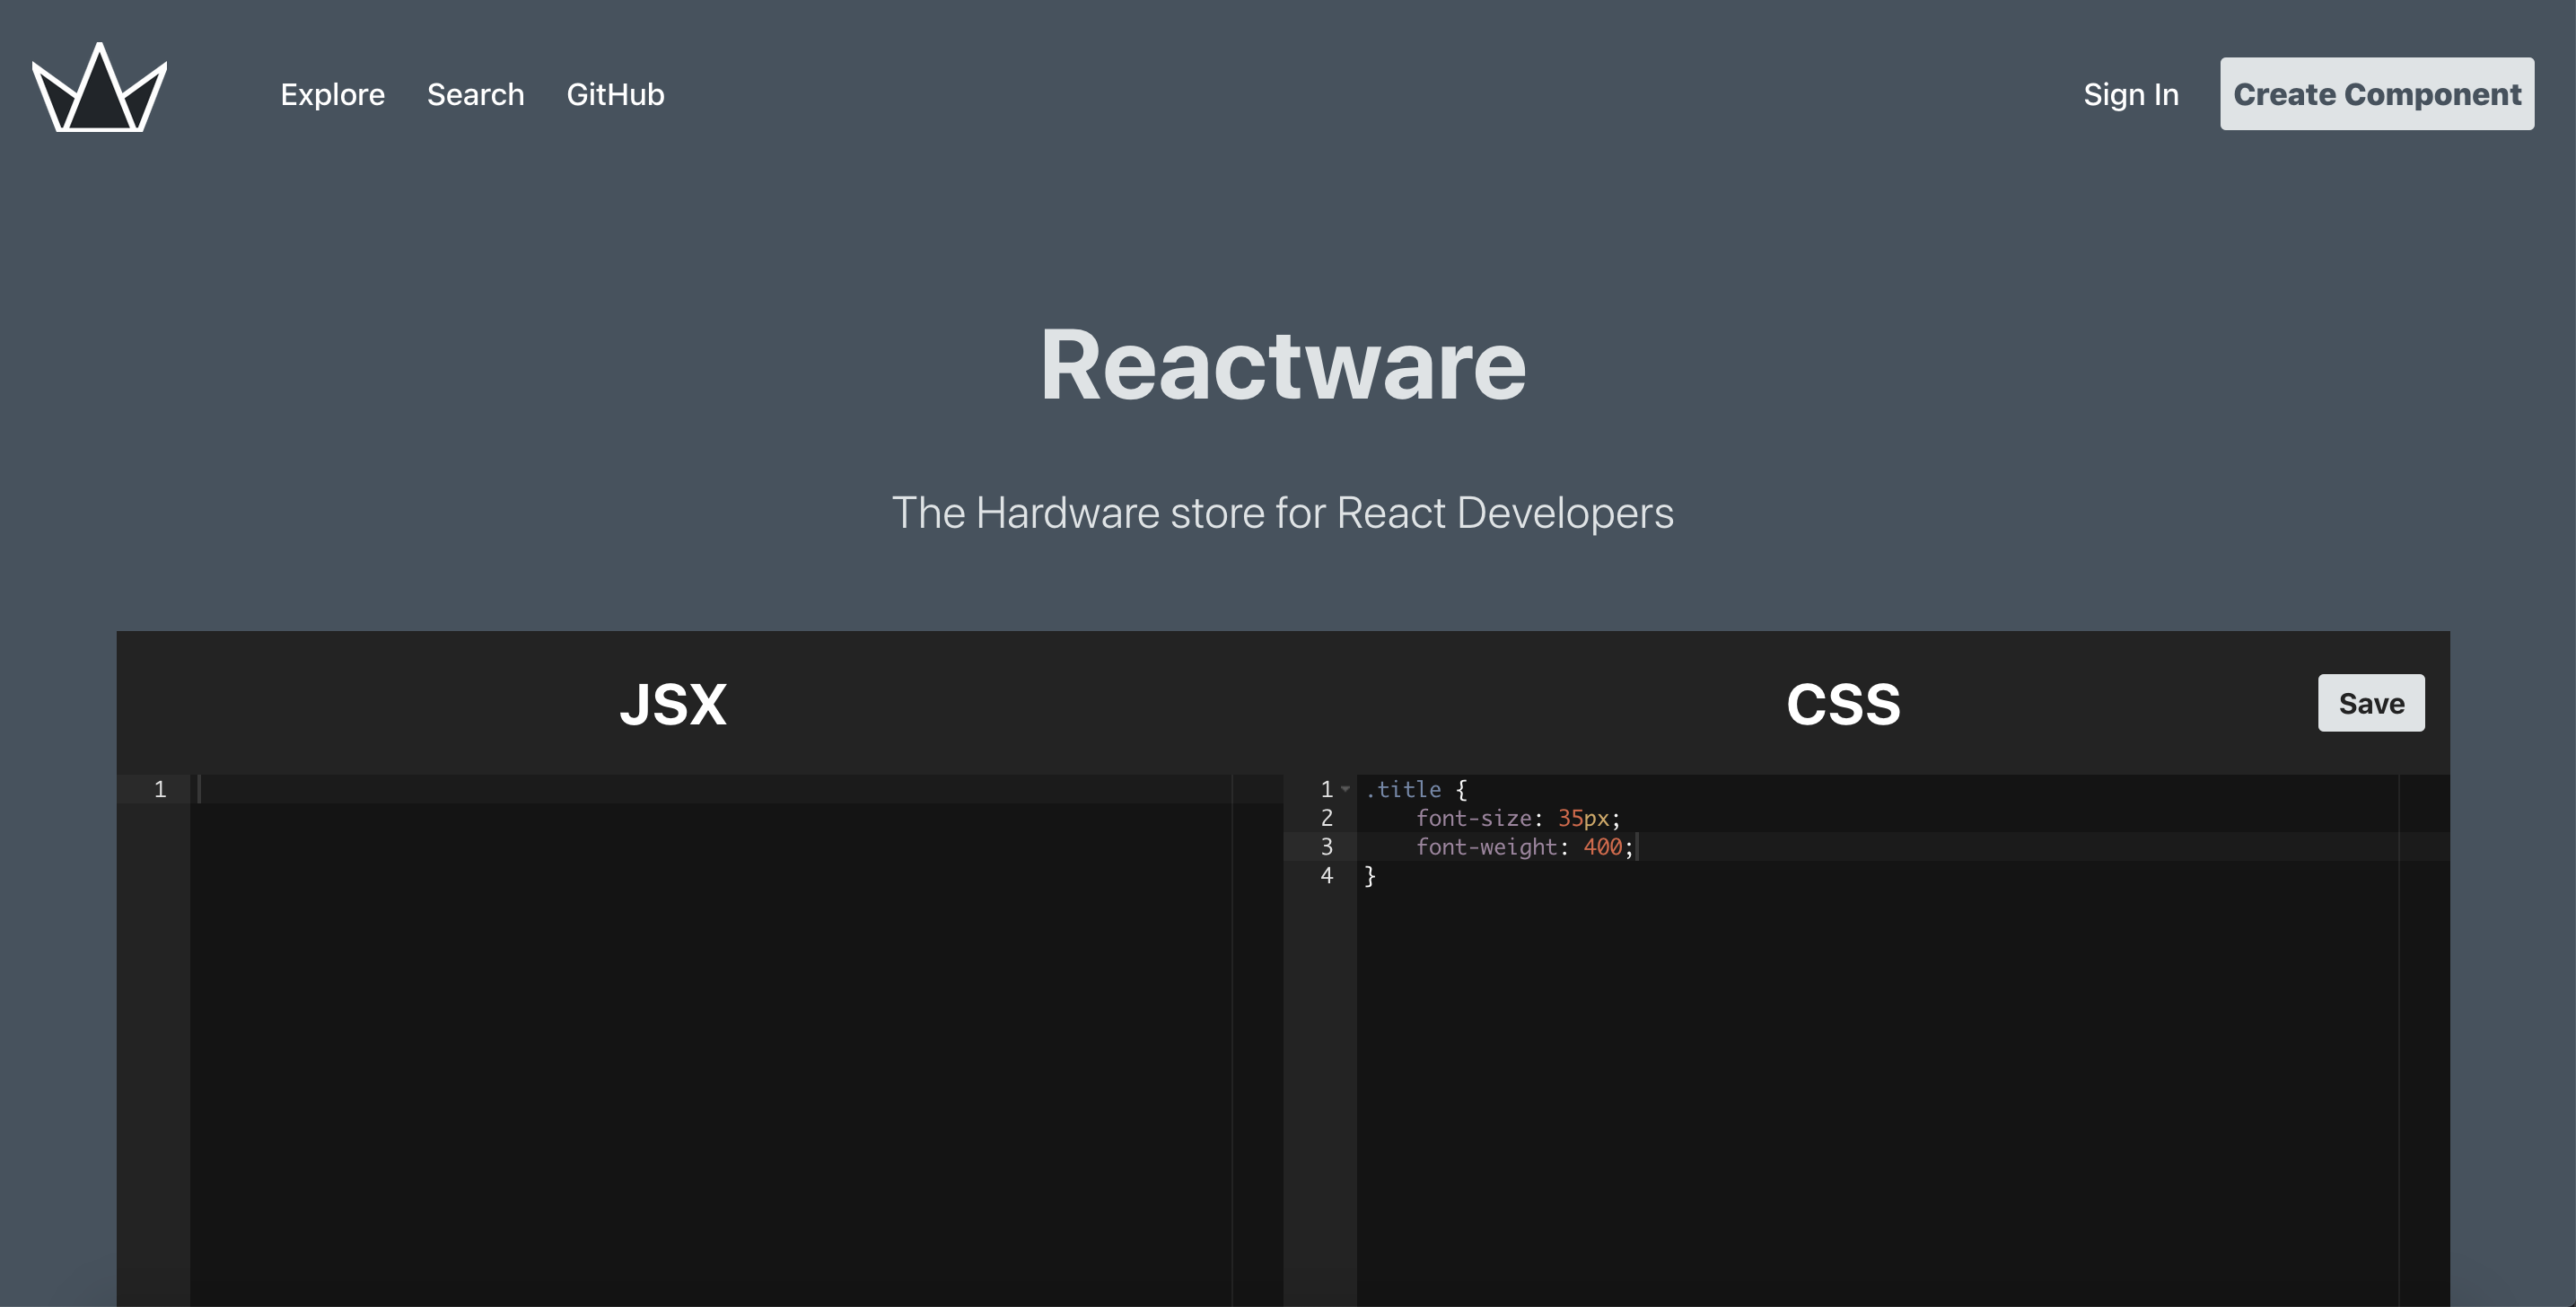 Explore Search GitHub Sign In Create Component
Reactware
The Hardware store for React Developers
JSX CSS Save
1
1 .title {
2 font-size: 35px;
3 font-weight: 400;
4 }